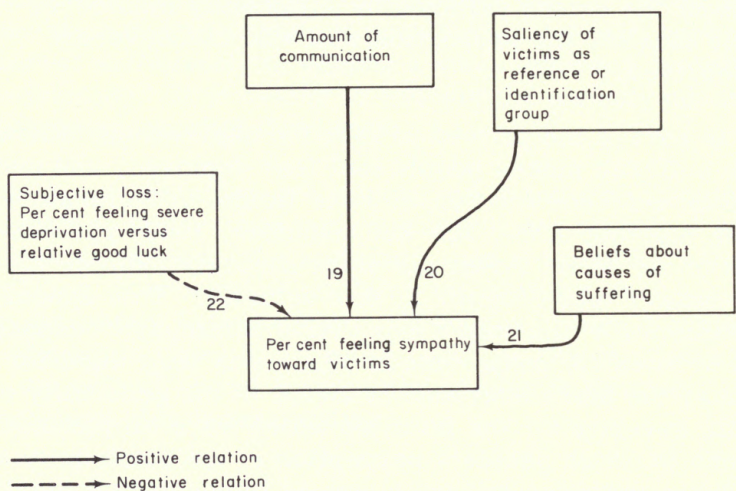 Amount of
communication
Saliency of
victims as
reference or
identification
group
Subjective loss:
Per cent feeling severe
deprivation versus
relative good luck
Beliefs about
causes of
suffering
19
20
22
21
Per cent feeling sympathy
toward victims
Positive relation
Negative relation